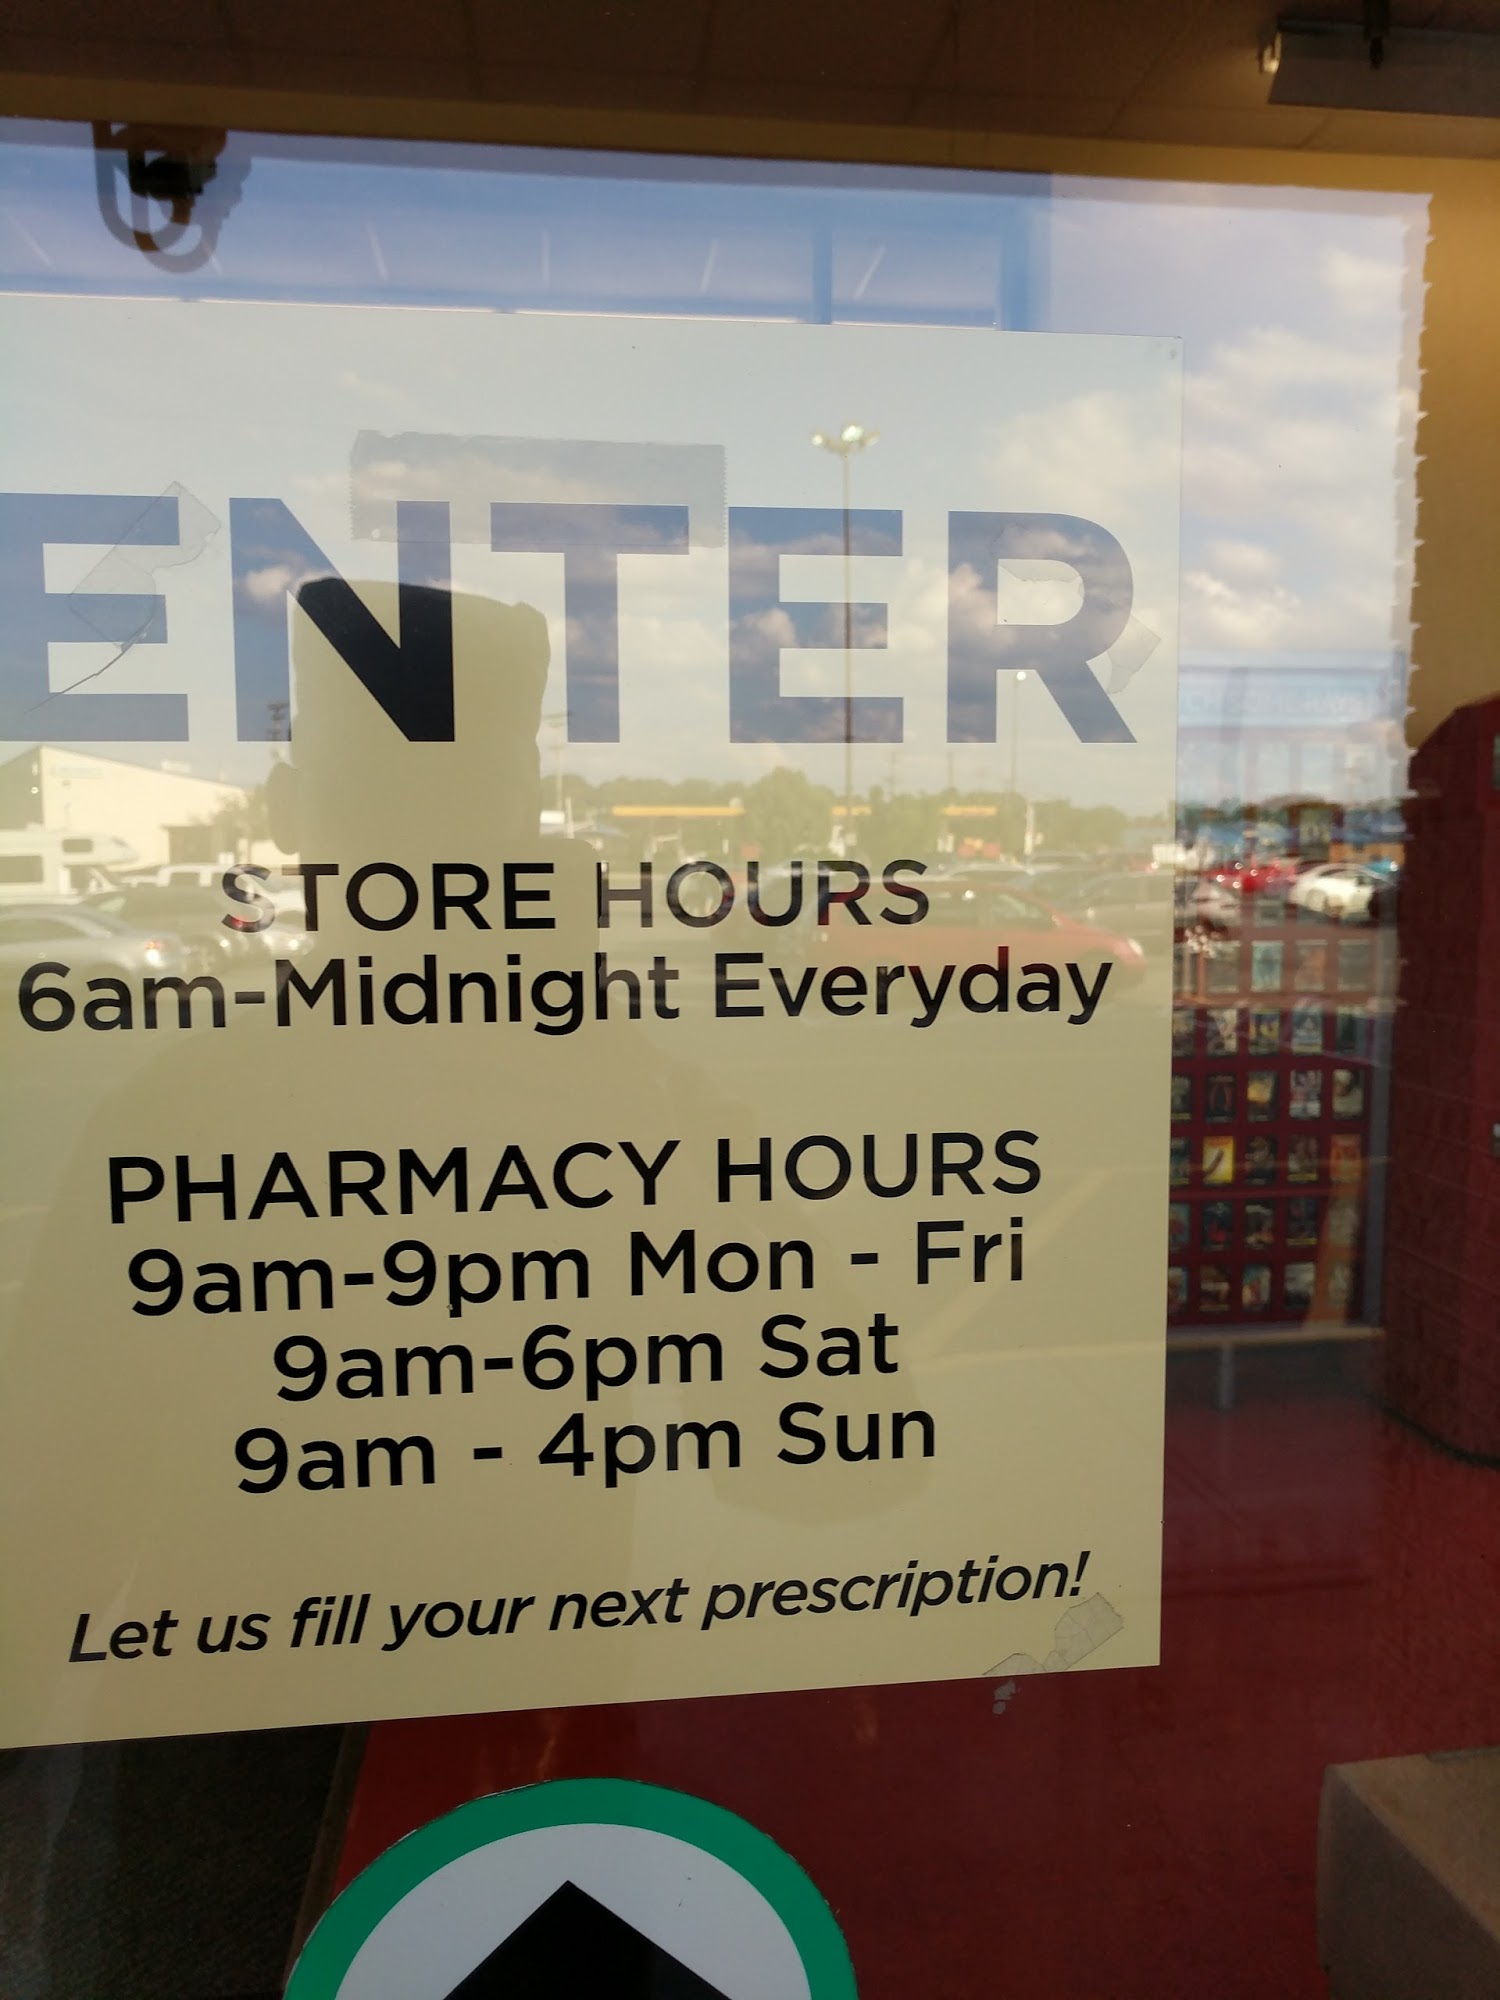 ENTER
STORE HOURS
6am-Midnight Everyday
PHARMACY HOURS
9am-9pm Mon - Fri
9am-6pm Sat
9am - 4pm Sun
Let us fill your next prescription!